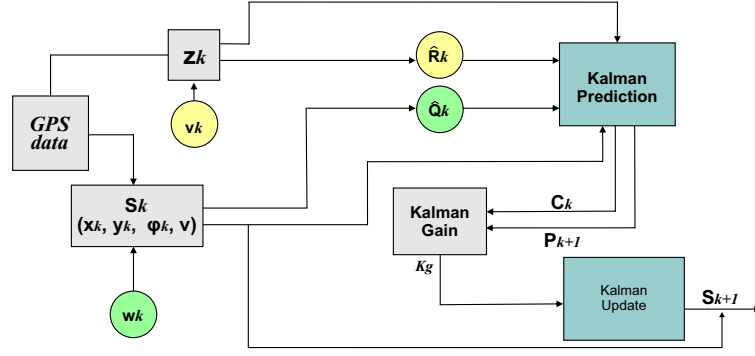 zk
R̂k
Kalman
Prediction
vk
Q̂k
GPS
data
Sk
(xk, yk, φk, v)
Ck
Kalman
Gain
Pk+1
Kg
Kalman
Update
Sk+1
wk